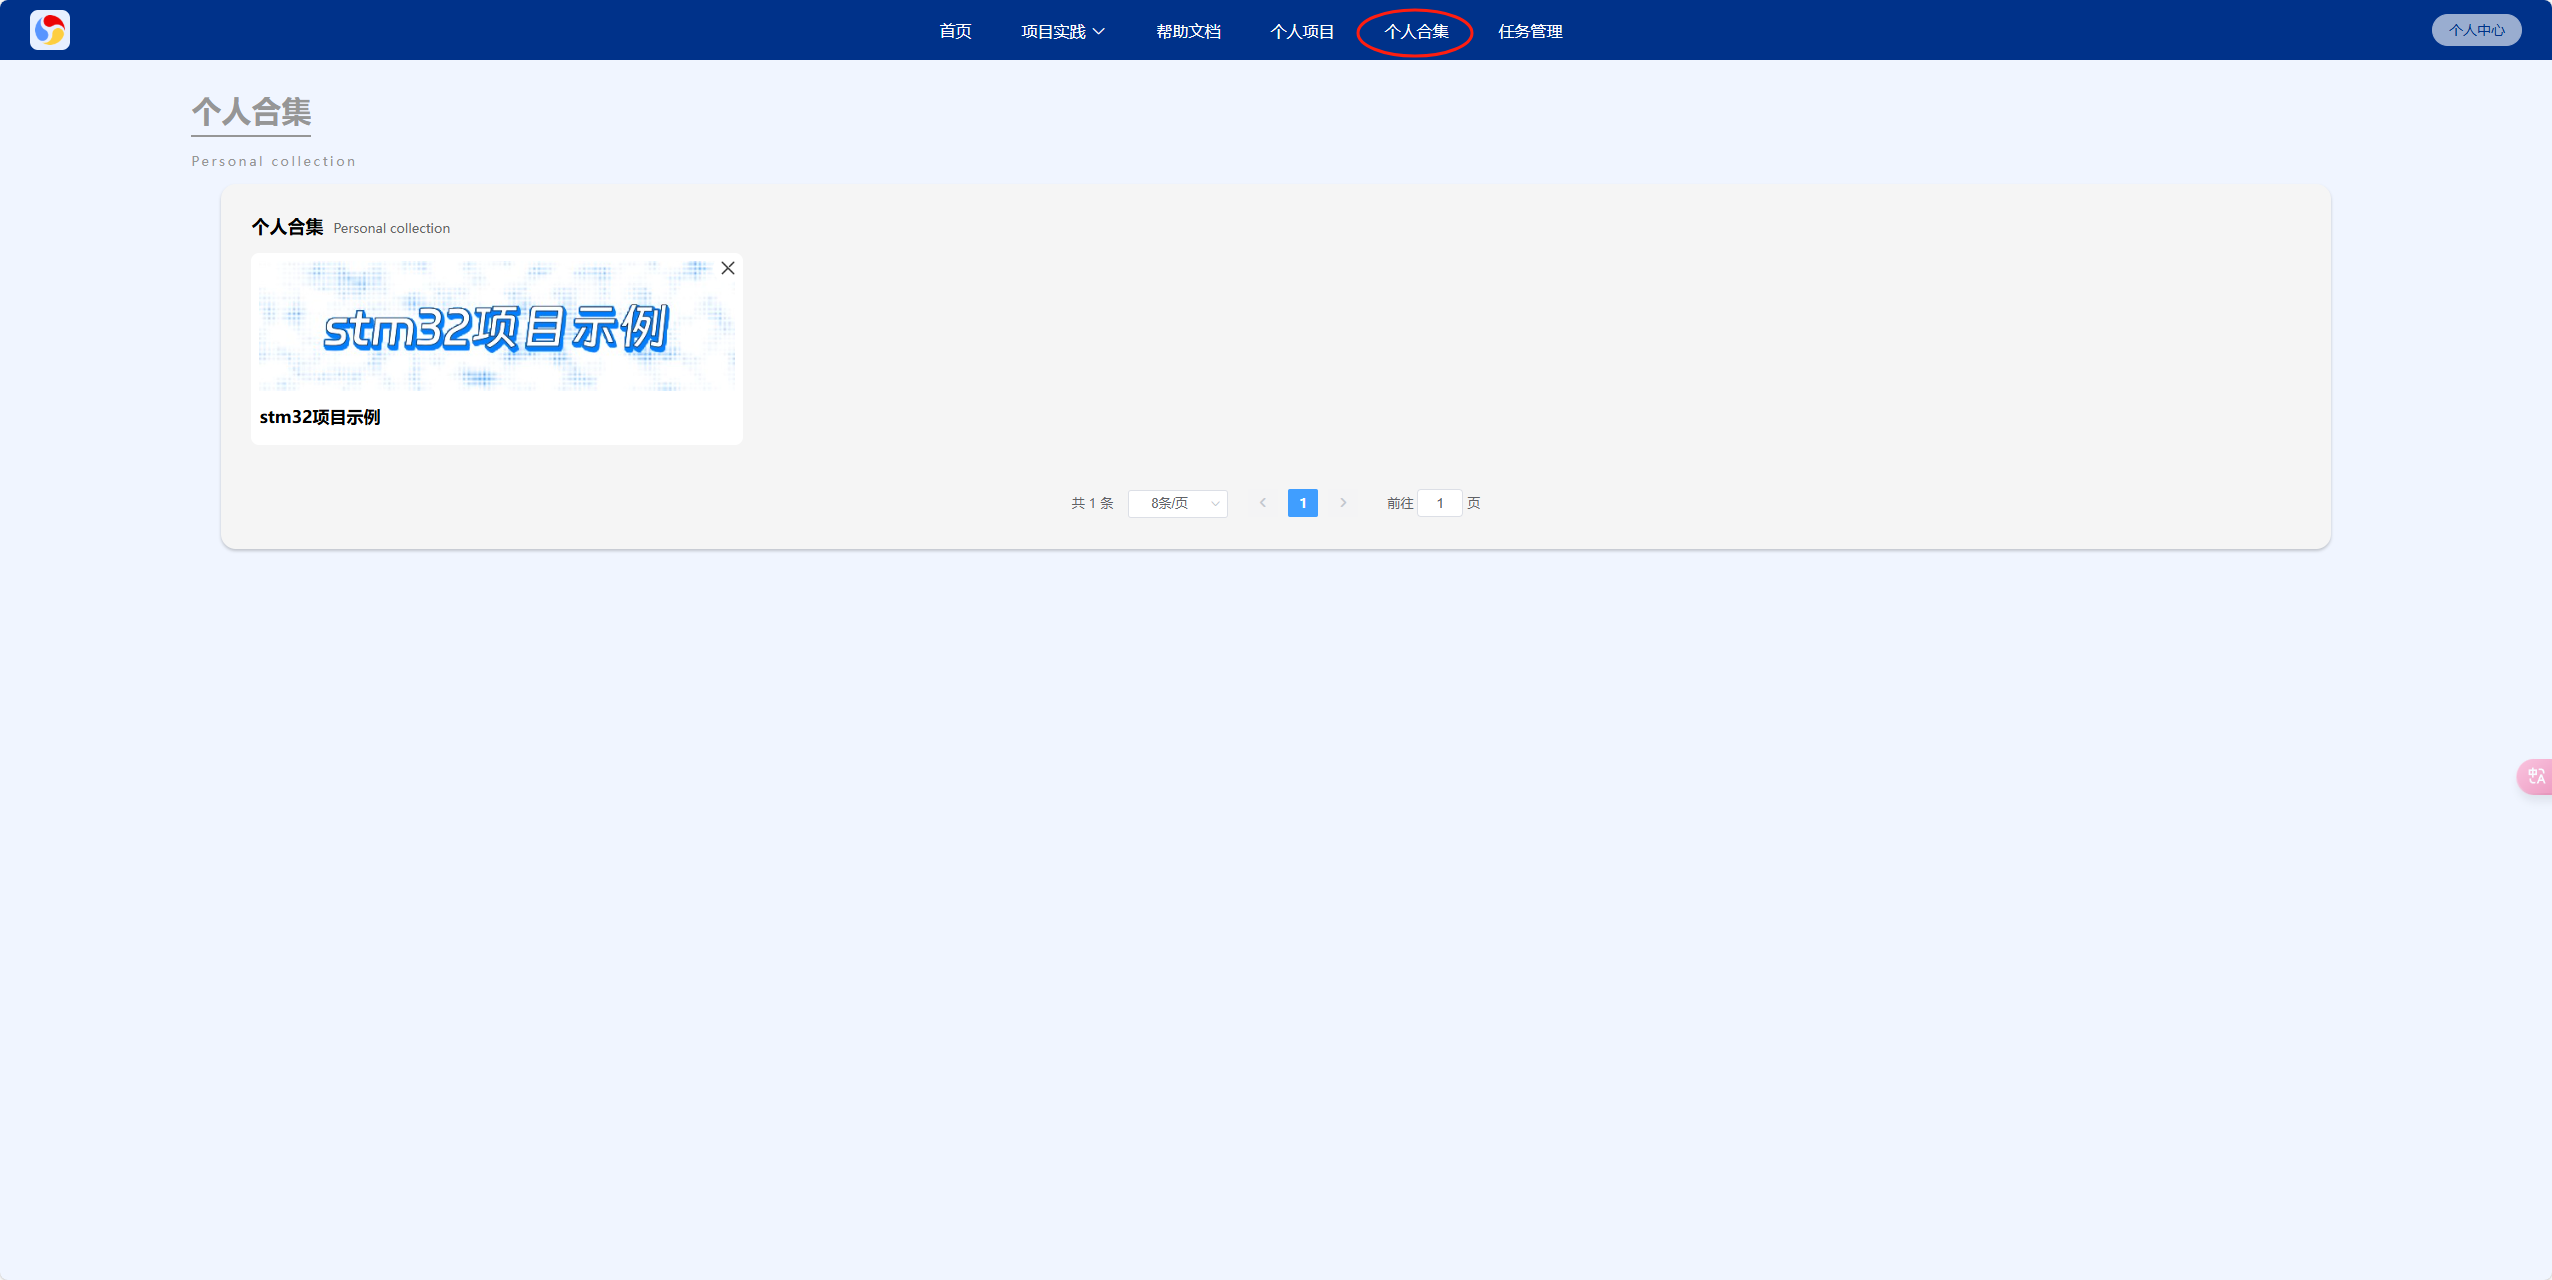 首页 项目实践 帮助文档 个人项目 个人合集 任务管理 个人中心
个人合集
Personal collection
个人合集 Personal collection
stm32项目示例
stm32项目示例
共 1 条 8条/页 1 前往 1 页
中A